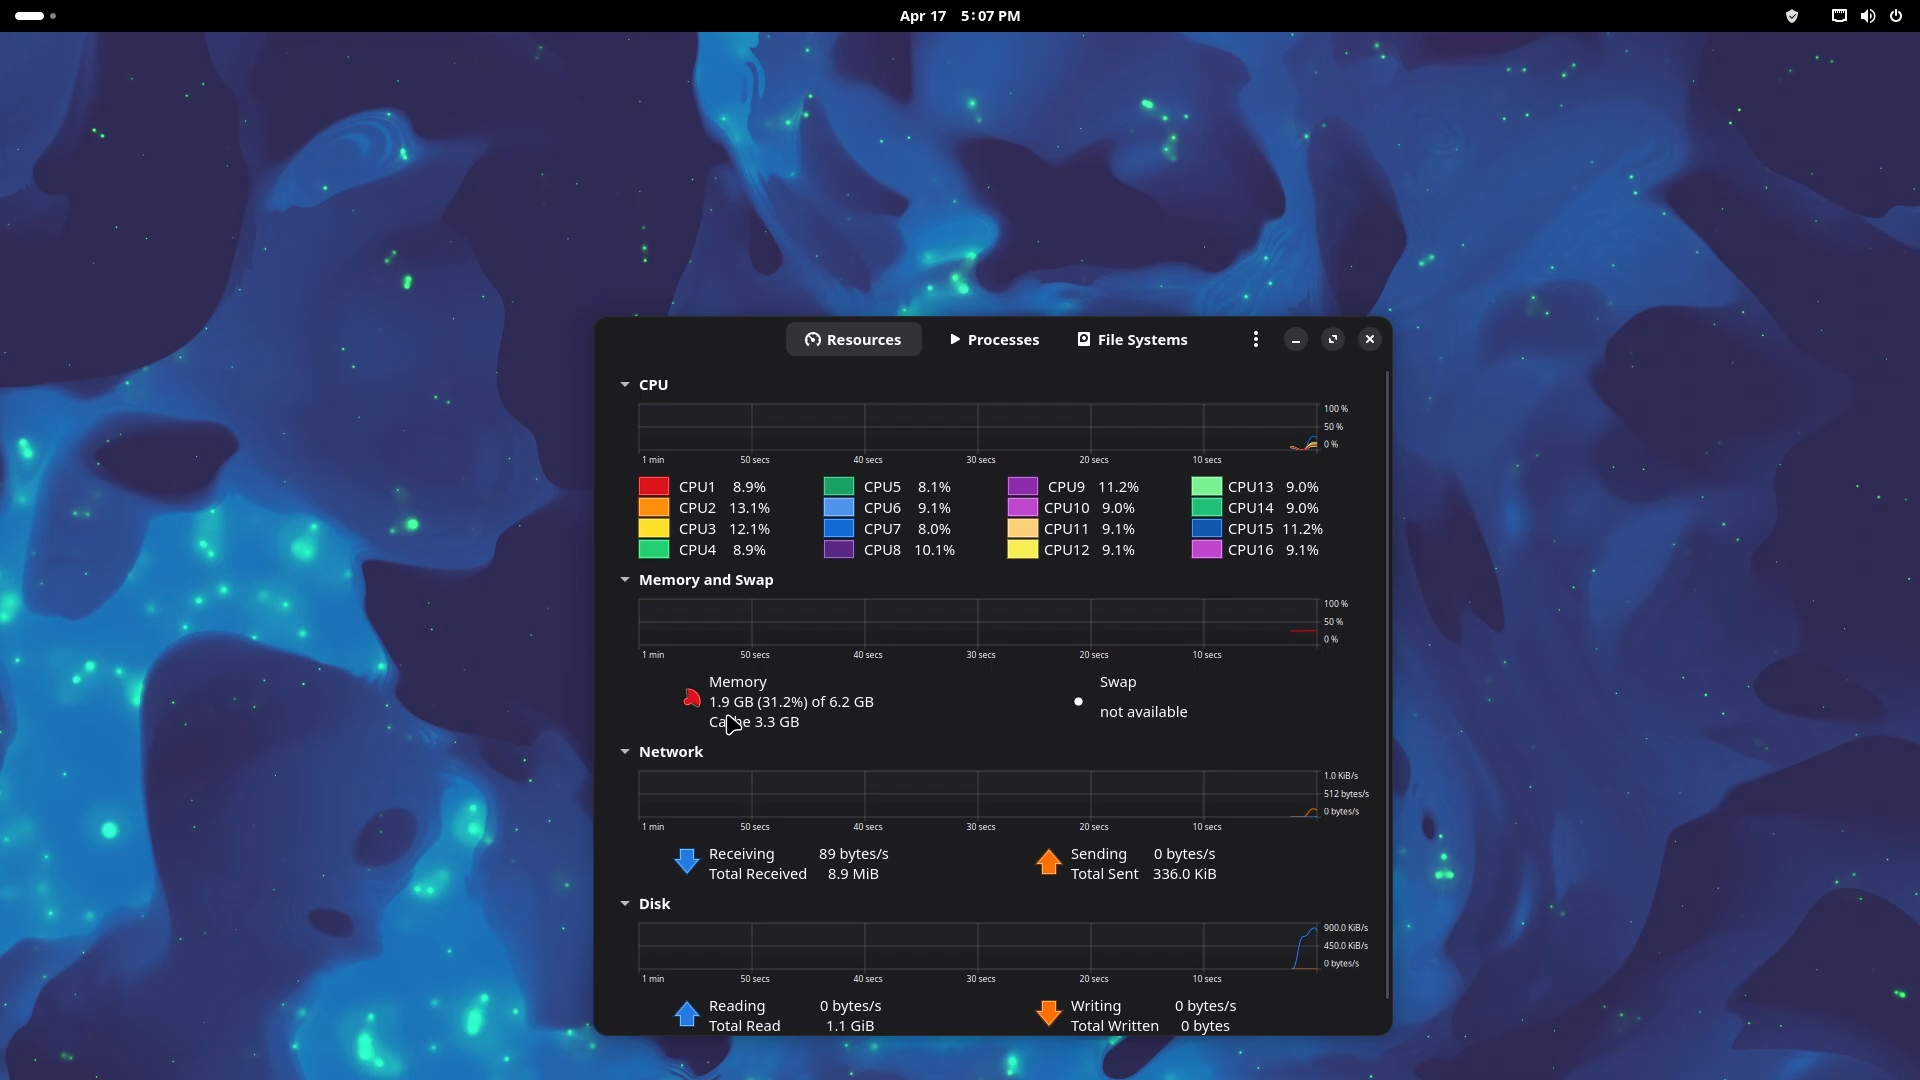 Apr 17 5:07 PM
Resources Processes File Systems
CPU
100 %
50 %
0 %
1 min 50 secs 40 secs 30 secs 20 secs 10 secs
CPU1 8.9% CPU5 8.1% CPU9 11.2% CPU13 9.0%
CPU2 13.1% CPU6 9.1% CPU10 9.0% CPU14 9.0%
CPU3 12.1% CPU7 8.0% CPU11 9.1% CPU15 11.2%
CPU4 8.9% CPU8 10.1% CPU12 9.1% CPU16 9.1%
Memory and Swap
100 %
50 %
0 %
1 min 50 secs 40 secs 30 secs 20 secs 10 secs
Memory Swap
1.9 GB (31.2%) of 6.2 GB
not available
Cache 3.3 GB
Network
1.0 KiB/s
512 bytes/s
0 bytes/s
1 min 50 secs 40 secs 30 secs 20 secs 10 secs
Receiving 89 bytes/s Sending 0 bytes/s
Total Received 8.9 MiB Total Sent 336.0 KiB
Disk
900.0 KiB/s
450.0 KiB/s
0 bytes/s
1 min 50 secs 40 secs 30 secs 20 secs 10 secs
Reading 0 bytes/s Writing 0 bytes/s
Total Read 1.1 GiB Total Written 0 bytes